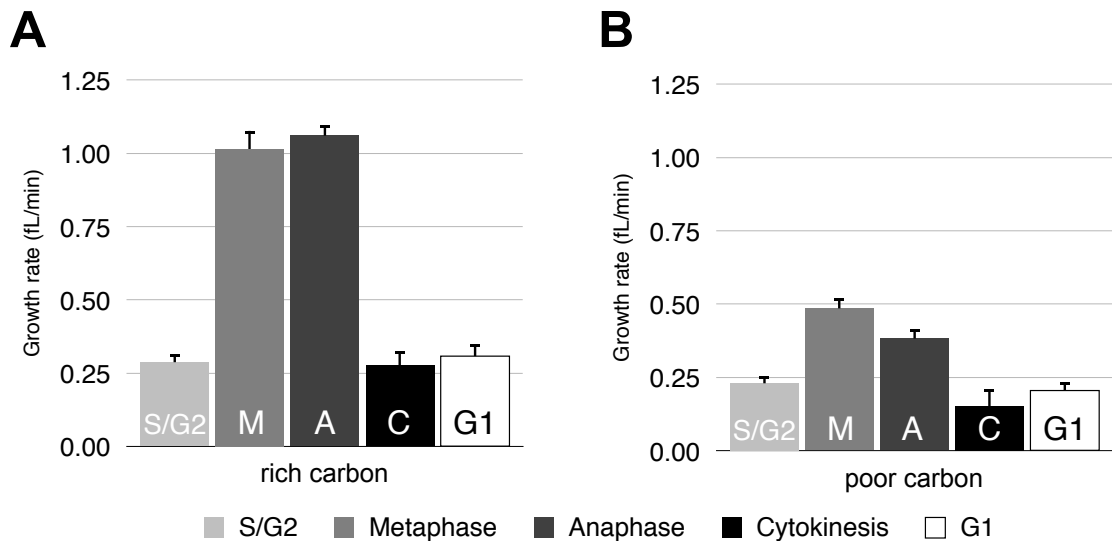 A
Growth rate (fL/min)
1.25
1.00
0.75
0.50
0.25
0.00
S/G2 M A C G1
rich carbon
B
Growth rate (fL/min)
1.25
1.00
0.75
0.50
0.25
0.00
S/G2 M A C G1
poor carbon
S/G2 Metaphase Anaphase Cytokinesis G1